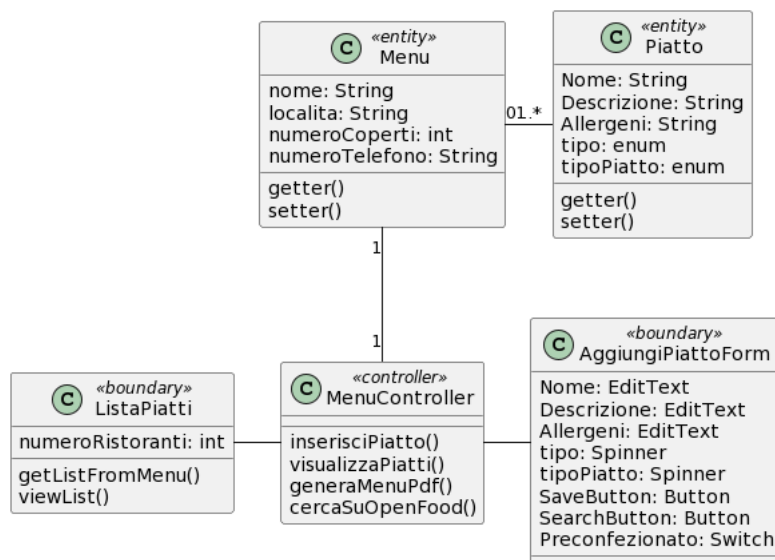 C «entity»
Menu
nome: String
localita: String
numeroCoperti: int
numeroTelefono: String
getter()
setter()
01.*
C «entity»
Piatto
Nome: String
Descrizione: String
Allergeni: String
tipo: enum
tipoPiatto: enum
getter()
setter()
1
1
C «boundary»
ListaPiatti
numeroRistoranti: int
getListFromMenu()
viewList()
C «controller»
MenuController
inserisciPiatto()
visualizzaPiatti()
generaMenuPdf()
cercaSuOpenFood()
C «boundary»
AggiungiPiattoForm
Nome: EditText
Descrizione: EditText
Allergeni: EditText
tipo: Spinner
tipoPiatto: Spinner
SaveButton: Button
SearchButton: Button
Preconfezionato: Switch